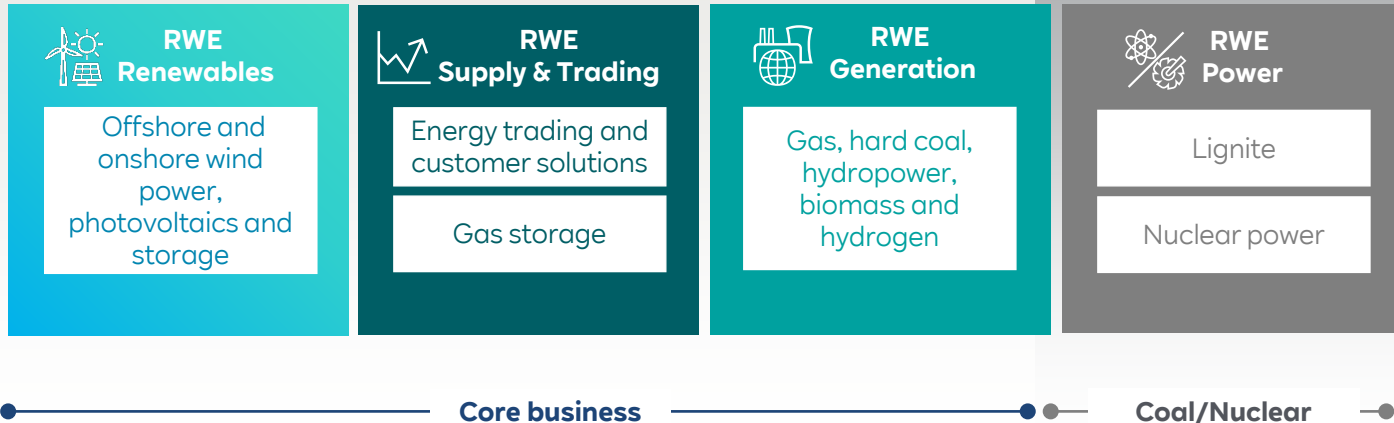 RWE
Renewables
Offshore and
onshore wind
power,
photovoltaics and
storage
RWE
Supply & Trading
Energy trading and
customer solutions
Gas storage
RWE
Generation
Gas, hard coal,
hydropower,
biomass and
hydrogen
RWE
Power
Lignite
Nuclear power
Core business
Coal/Nuclear